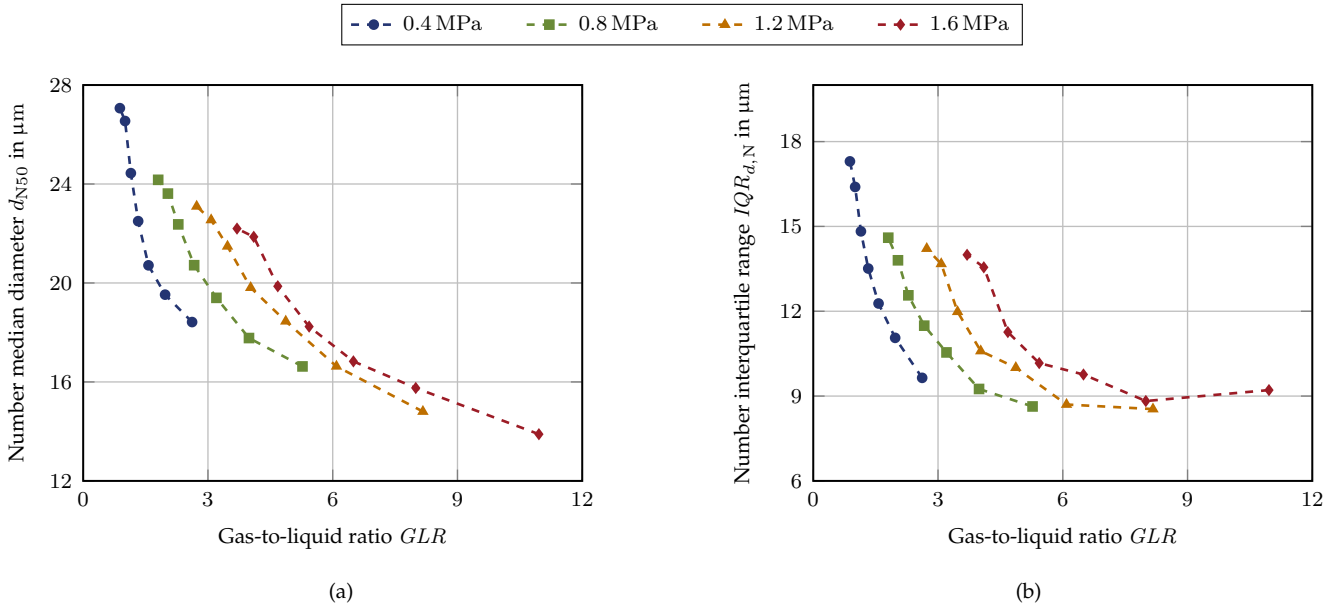 0.4 MPa 0.8 MPa 1.2 MPa 1.6 MPa
Number median diameter d_N50 in µm
28
24
20
16
12
0 3 6 9 12
Gas-to-liquid ratio GLR
(a)
Number interquartile range IQR_d,N in µm
18
15
12
9
6
0 3 6 9 12
Gas-to-liquid ratio GLR
(b)